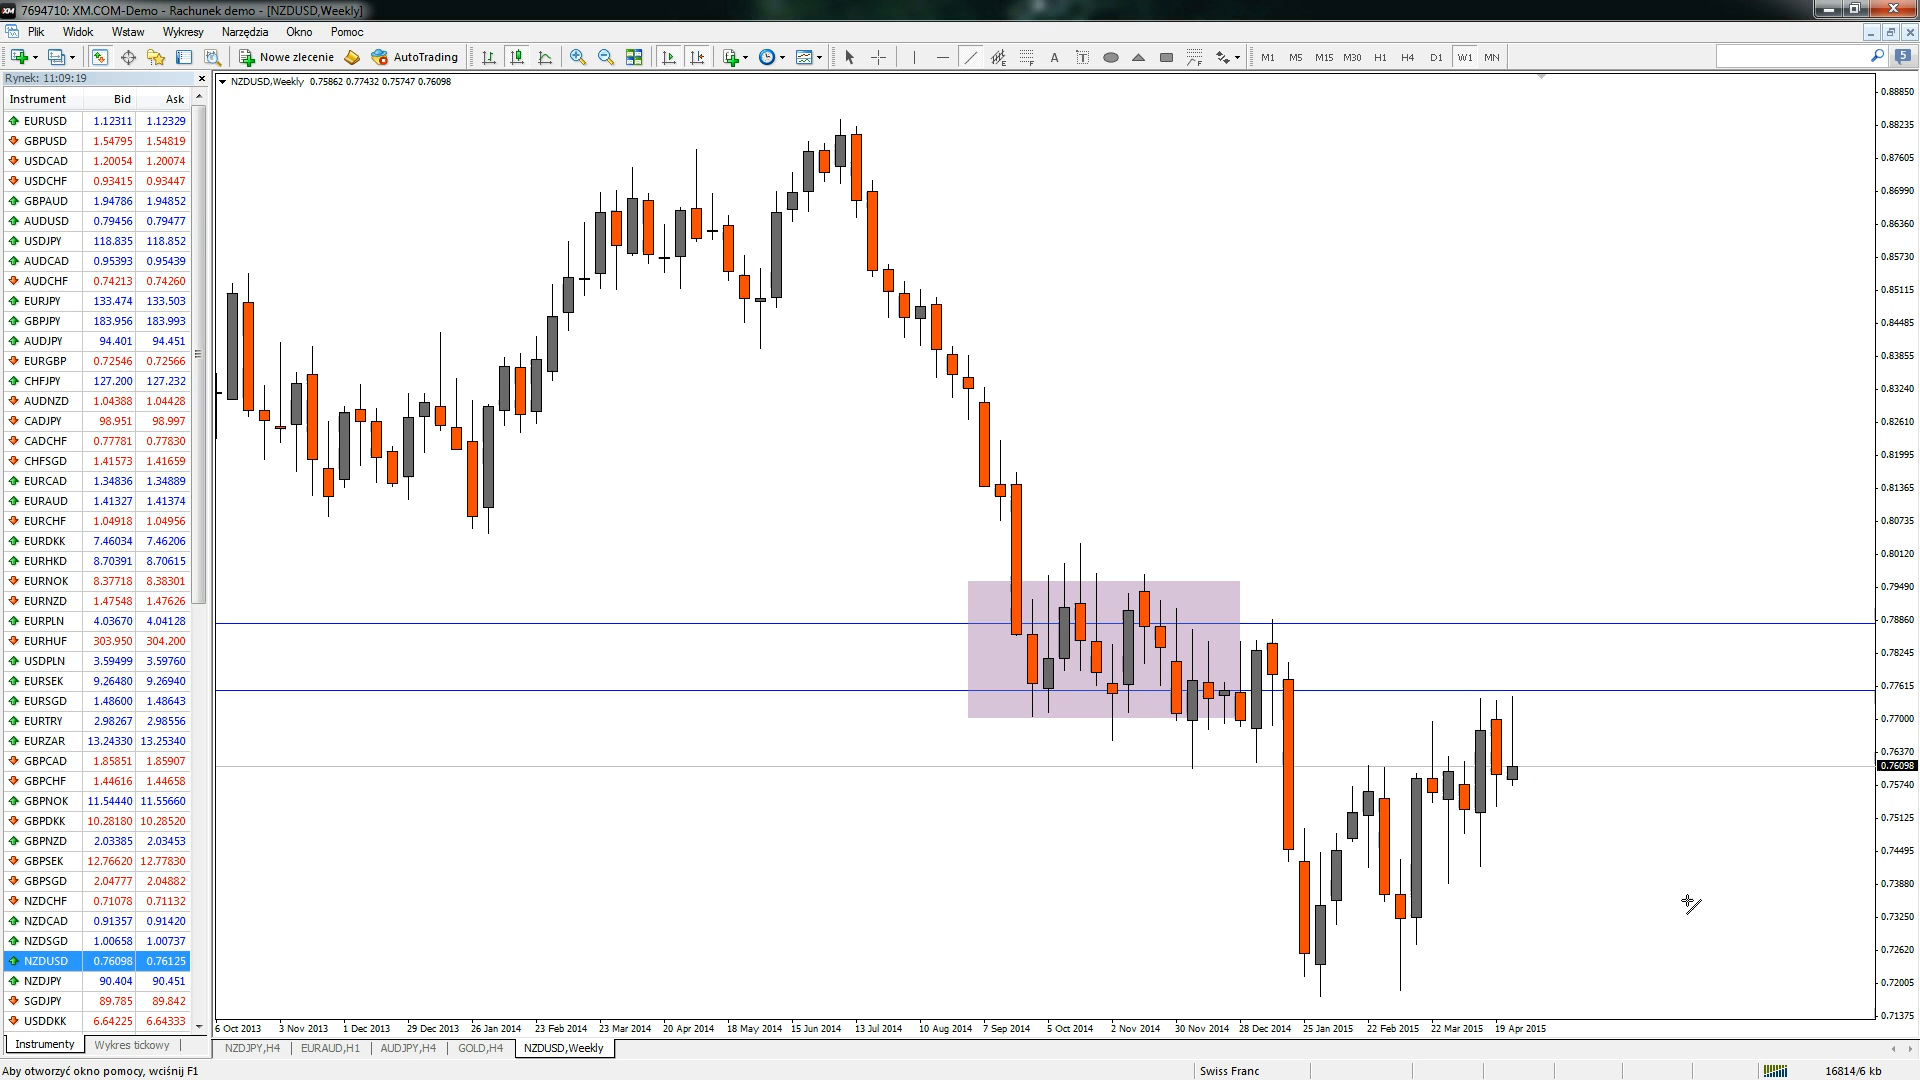 7694710: XM.COM-Demo - Rachunek demo - [NZDUSD,Weekly]
Plik Widok Wstaw Wykresy Narzędzia Okno Pomoc
Nowe zlecenie AutoTrading A T M1 M5 M15 M30 H1 H4 D1 W1 MN 5
Rynek: 11:09:19
Instrument Bid Ask
EURUSD 1.12311 1.12329
GBPUSD 1.54795 1.54819
USDCAD 1.20054 1.20074
USDCHF 0.93415 0.93447
GBPAUD 1.94786 1.94852
AUDUSD 0.79456 0.79477
USDJPY 118.835 118.852
AUDCAD 0.95393 0.95439
AUDCHF 0.74213 0.74260
EURJPY 133.474 133.503
GBPJPY 183.956 183.993
AUDJPY 94.401 94.451
EURGBP 0.72546 0.72566
CHFJPY 127.200 127.232
AUDNZD 1.04388 1.04428
CADJPY 98.951 98.997
CADCHF 0.77781 0.77830
CHFSGD 1.41573 1.41659
EURCAD 1.34836 1.34889
EURAUD 1.41327 1.41374
EURCHF 1.04918 1.04956
EURDKK 7.46034 7.46206
EURHKD 8.70391 8.70615
EURNOK 8.37718 8.38301
EURNZD 1.47548 1.47626
EURPLN 4.03670 4.04128
EURHUF 303.950 304.200
USDPLN 3.59499 3.59760
EURSEK 9.26480 9.26940
EURSGD 1.48600 1.48643
EURTRY 2.98267 2.98556
EURZAR 13.24330 13.25340
GBPCAD 1.85851 1.85907
GBPCHF 1.44616 1.44658
GBPNOK 11.54440 11.55660
GBPDKK 10.28180 10.28520
GBPNZD 2.03385 2.03453
GBPSEK 12.76620 12.77830
GBPSGD 2.04777 2.04882
NZDCHF 0.71078 0.71132
NZDCAD 0.91357 0.91420
NZDSGD 1.00658 1.00737
NZDUSD 0.76098 0.76125
NZDJPY 90.404 90.451
SGDJPY 89.785 89.842
USDDKK 6.64225 6.64333
Instrumenty Wykres tickowy
NZDUSD,Weekly 0.75862 0.77432 0.75747 0.76098
0.88850
0.88235
0.87605
0.86990
0.86360
0.85730
0.85115
0.84485
0.83855
0.83240
0.82610
0.81995
0.81365
0.80735
0.80120
0.79490
0.78860
0.78245
0.77615
0.77000
0.76370
0.76098
0.75740
0.75125
0.74495
0.73880
0.73250
0.72620
0.72005
0.71375
6 Oct 2013 3 Nov 2013 1 Dec 2013 29 Dec 2013 26 Jan 2014 23 Feb 2014 23 Mar 2014 20 Apr 2014 18 May 2014 15 Jun 2014 13 Jul 2014 10 Aug 2014 7 Sep 2014 5 Oct 2014 2 Nov 2014 30 Nov 2014 28 Dec 2014 25 Jan 2015 22 Feb 2015 22 Mar 2015 19 Apr 2015
NZDJPY,H4 EURAUD,H1 AUDJPY,H4 GOLD,H4 NZDUSD,Weekly
Aby otworzyć okno pomocy, wciśnij F1 Swiss Franc 16814/6 kb